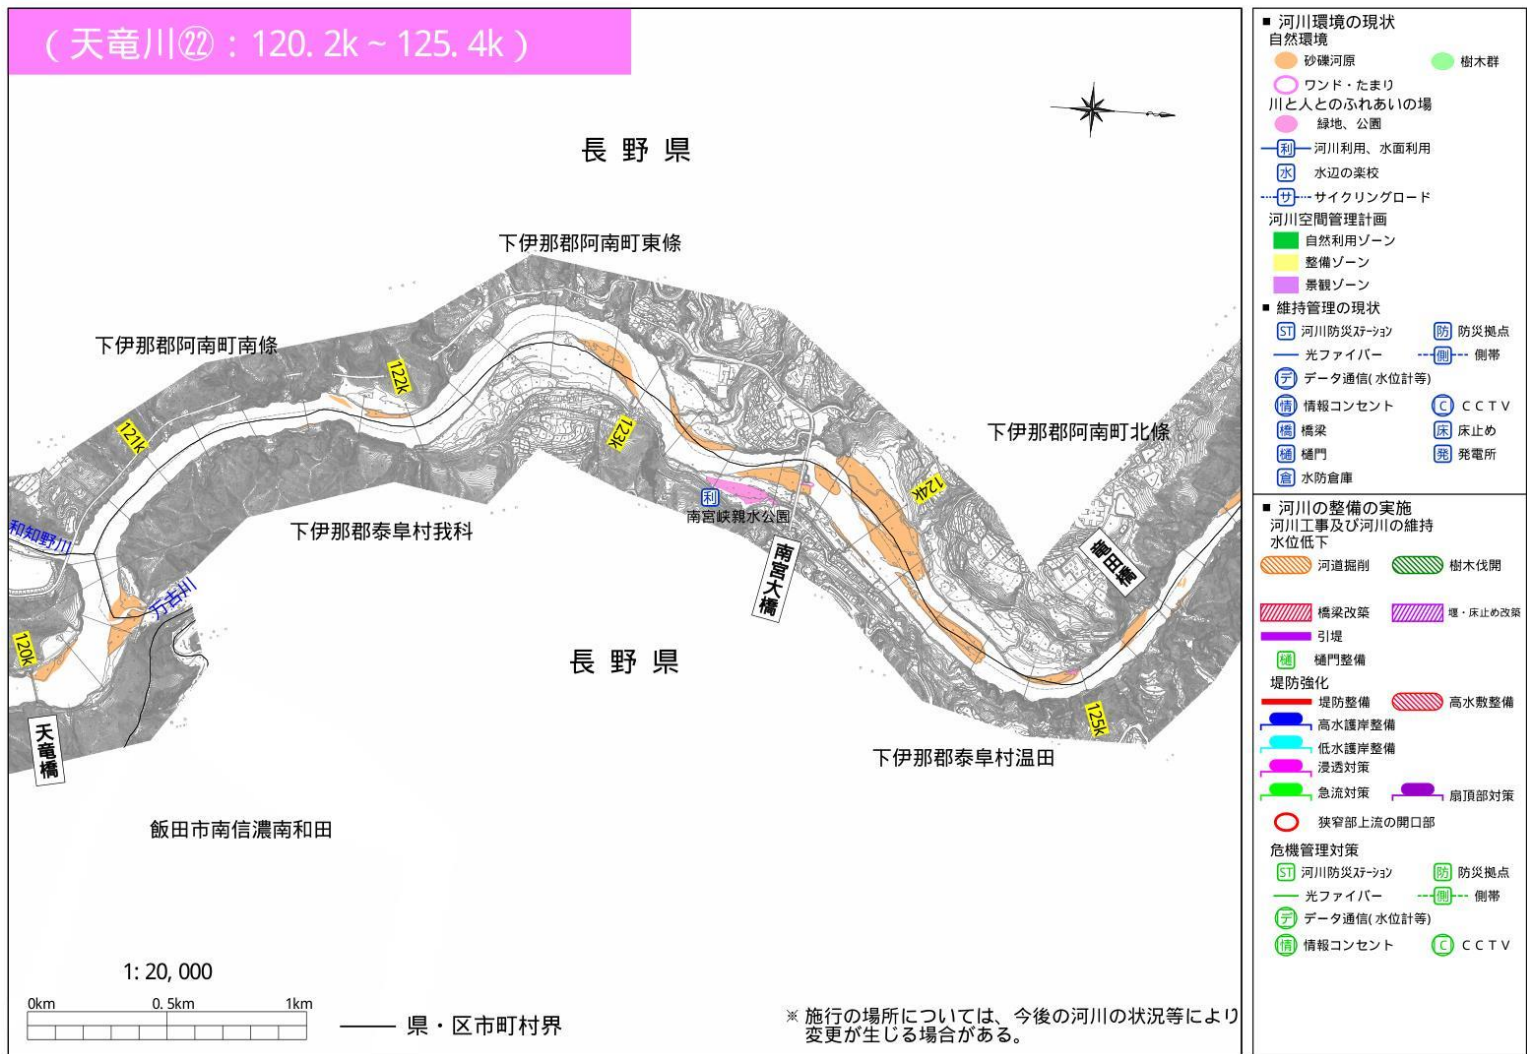 (天竜川㉒：120.2k~125.4k)
長野県
下伊那郡阿南町東條
下伊那郡阿南町南條
122k
121k
123k
下伊那郡阿南町北條
124k
利
南宮峡親水公園
下伊那郡泰阜村我科
和知野川
万古川
南宮大橋
竜田橋
120k
長野県
125k
天竜橋
下伊那郡泰阜村温田
飯田市南信濃南和田
1:20,000
0km 0.5km 1km
県・区市町村界
※施行の場所については、今後の河川の状況等により
変更が生じる場合がある。
■ 河川環境の現状
自然環境
砂礫河原 樹木群
ワンド・たまり
川と人とのふれあいの場
緑地、公園
利 河川利用、水面利用
水 水辺の楽校
サ サイクリングロード
河川空間管理計画
自然利用ゾーン
整備ゾーン
景観ゾーン
■ 維持管理の現状
ST 河川防災ステーション 防 防災拠点
光ファイバー 側 側帯
デ データ通信(水位計等)
情 情報コンセント C CCTV
橋 橋梁 床 床止め
樋 樋門 発 発電所
倉 水防倉庫
■ 河川の整備の実施
河川工事及び河川の維持
水位低下
河道掘削 樹木伐開
橋梁改築 堰・床止め改築
引堤
樋 樋門整備
堤防強化
堤防整備 高水敷整備
高水護岸整備
低水護岸整備
浸透対策
急流対策 扇頂部対策
狭窄部上流の開口部
危機管理対策
ST 河川防災ステーション 防 防災拠点
光ファイバー 側 側帯
デ データ通信(水位計等)
情 情報コンセント C CCTV